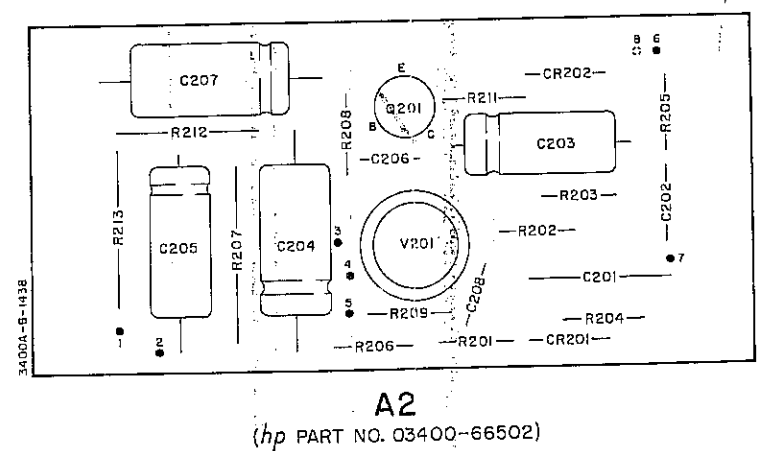 8 6
C207
E
CR202
Q201
R211
R205
R208
R212
B
C
C206
C203
R213
C205
R207
C204
3
V201
R203
R202
C202
7
4
C201
C208
5
R209
R204
1
2
R206
R201
CR201
3400A-B-1438
A2
(hp PART NO. 03400-66502)